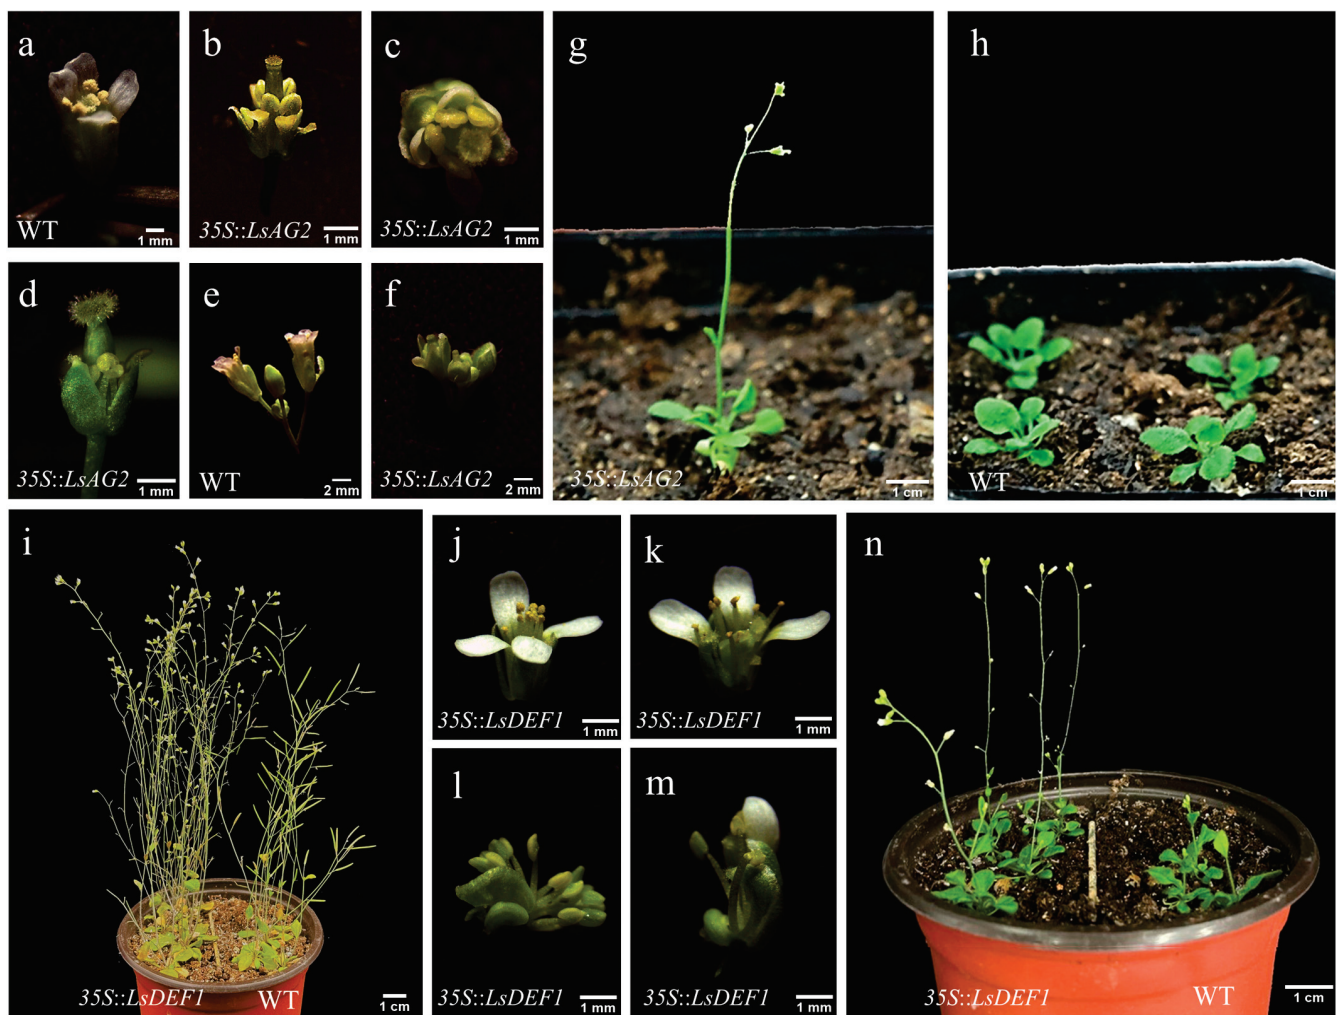 a
WT
1 mm
b
35S::LsAG2
1 mm
c
35S::LsAG2
1 mm
d
35S::LsAG2
1 mm
e
WT
2 mm
f
35S::LsAG2
2 mm
g
35S::LsAG2
1 cm
h
WT
1 cm
i
35S::LsDEF1 WT
1 cm
j
35S::LsDEF1
1 mm
k
35S::LsDEF1
1 mm
l
35S::LsDEF1
1 mm
m
35S::LsDEF1
1 mm
n
35S::LsDEF1 WT
1 cm